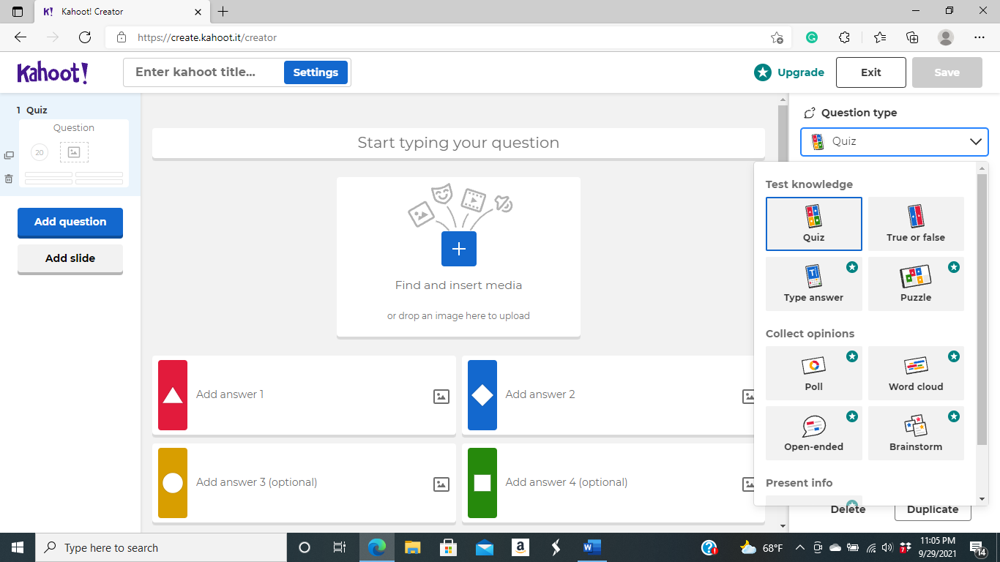 K! Kahoot! Creator
https://create.kahoot.it/creator
Kahoot!
Enter kahoot title...
Settings
Upgrade
Exit
Save
1 Quiz
Question
20
Add question
Add slide
Start typing your question
Find and insert media
or drop an image here to upload
Add answer 1
Add answer 2
Add answer 3 (optional)
Add answer 4 (optional)
Question type
Quiz
Test knowledge
Quiz
True or false
Type answer
Puzzle
Collect opinions
Poll
Word cloud
Open-ended
Brainstorm
Present info
Delete
Duplicate
Type here to search
68°F
11:05 PM
9/29/2021
14